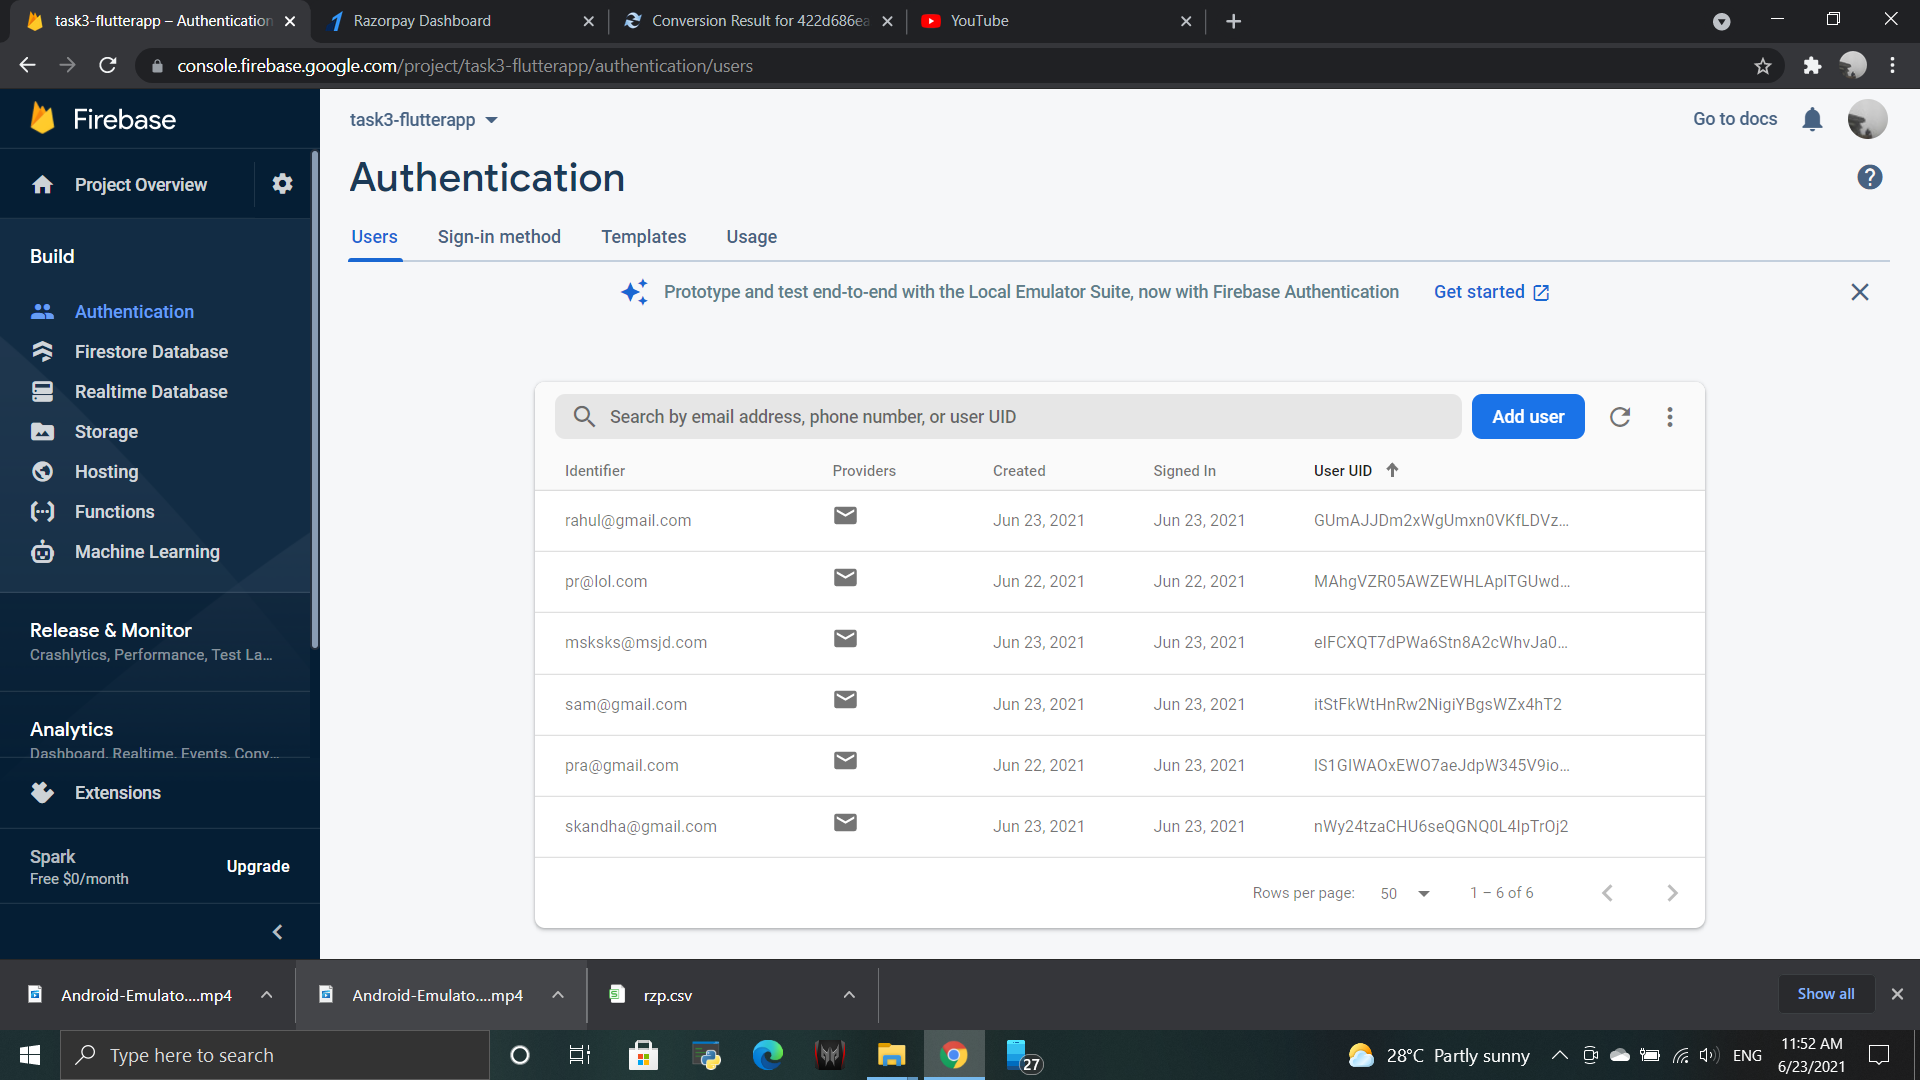 task3-flutterapp – Authentication
Razorpay Dashboard
Conversion Result for 422d686ea
YouTube
console.firebase.google.com/project/task3-flutterapp/authentication/users
Firebase
task3-flutterapp
Go to docs
Project Overview
Authentication
Users
Sign-in method
Templates
Usage
Build
Prototype and test end-to-end with the Local Emulator Suite, now with Firebase Authentication
Get started
Authentication
Firestore Database
Realtime Database
Storage
Hosting
Functions
Machine Learning
Release & Monitor
Crashlytics, Performance, Test La...
Analytics
Dashboard, Realtime, Events, Conv...
Extensions
Spark
Free $0/month
Upgrade
Search by email address, phone number, or user UID
Add user
Identifier Providers Created Signed In User UID
rahul@gmail.com Jun 23, 2021 Jun 23, 2021 GUmAJJDm2xWgUmxn0VKfLDVz...
pr@lol.com Jun 22, 2021 Jun 22, 2021 MAhgVZR05AWZEWHLApITGUwd...
msksks@msjd.com Jun 23, 2021 Jun 23, 2021 eIFCXQT7dPWa6Stn8A2cWhvJa0...
sam@gmail.com Jun 23, 2021 Jun 23, 2021 itStFkWtHnRw2NigiYBgsWZx4hT2
pra@gmail.com Jun 22, 2021 Jun 23, 2021 IS1GIWAOxEWO7aeJdpW345V9io...
skandha@gmail.com Jun 23, 2021 Jun 23, 2021 nWy24tzaCHU6seQGNQ0L4IpTrOj2
Rows per page: 50 1 – 6 of 6
Android-Emulato....mp4
Android-Emulato....mp4
rzp.csv
Show all
Type here to search
27
28°C Partly sunny
ENG
11:52 AM
6/23/2021